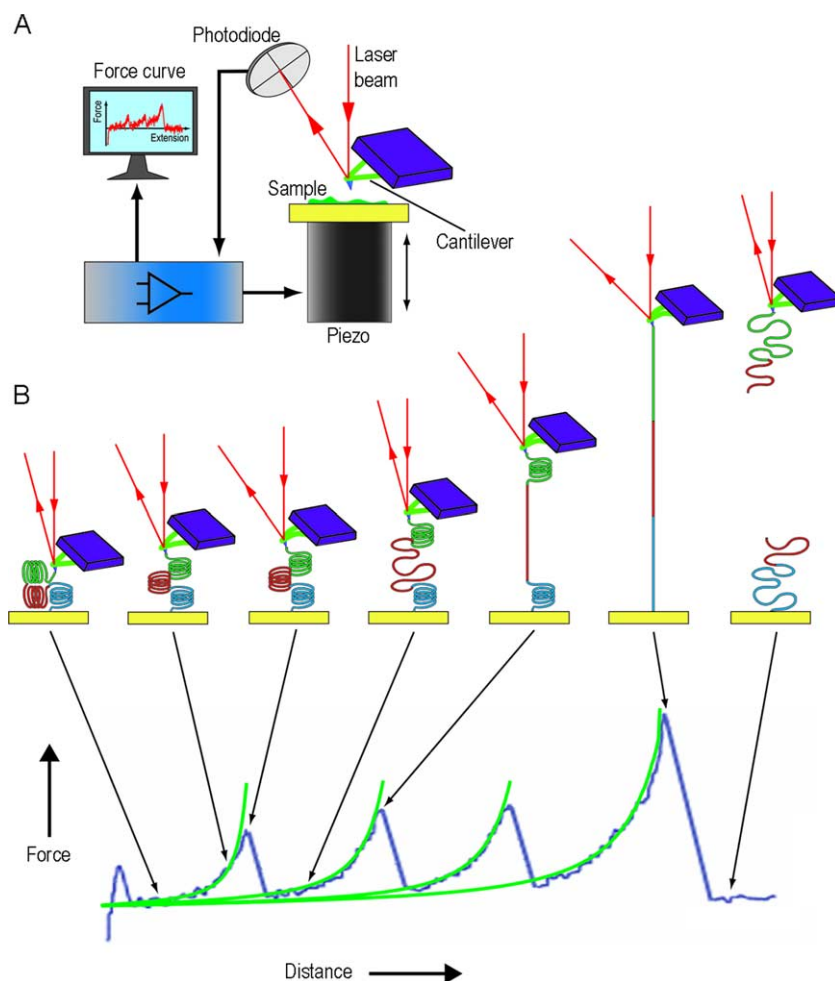 A
Photodiode
Laser
beam
Force curve
Force
Extension
Sample
Cantilever
Piezo
B
Force
Distance